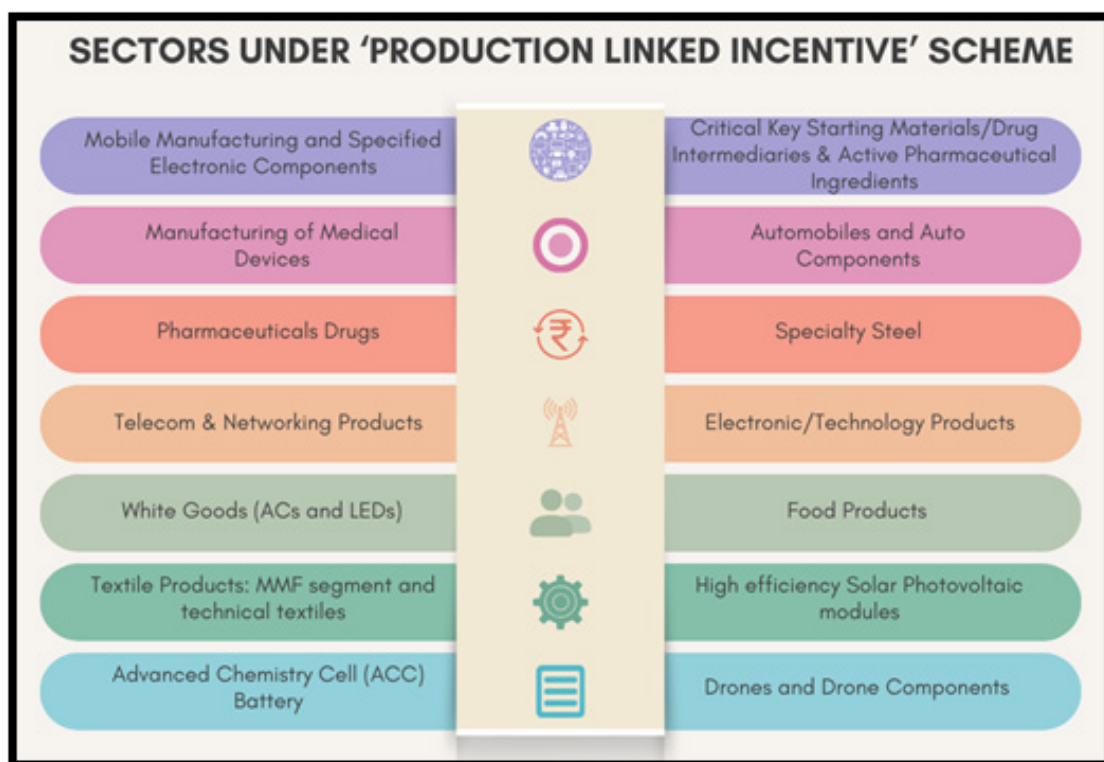 SECTORS UNDER ‘PRODUCTION LINKED INCENTIVE’ SCHEME
Mobile Manufacturing and Specified
Electronic Components
Critical Key Starting Materials/Drug
Intermediaries & Active Pharmaceutical
Ingredients
Manufacturing of Medical
Devices
Automobiles and Auto
Components
Pharmaceuticals Drugs
₹
Specialty Steel
Telecom & Networking Products
Electronic/Technology Products
White Goods (ACs and LEDs)
Food Products
Textile Products: MMF segment and
technical textiles
High efficiency Solar Photovoltaic
modules
Advanced Chemistry Cell (ACC)
Battery
Drones and Drone Components